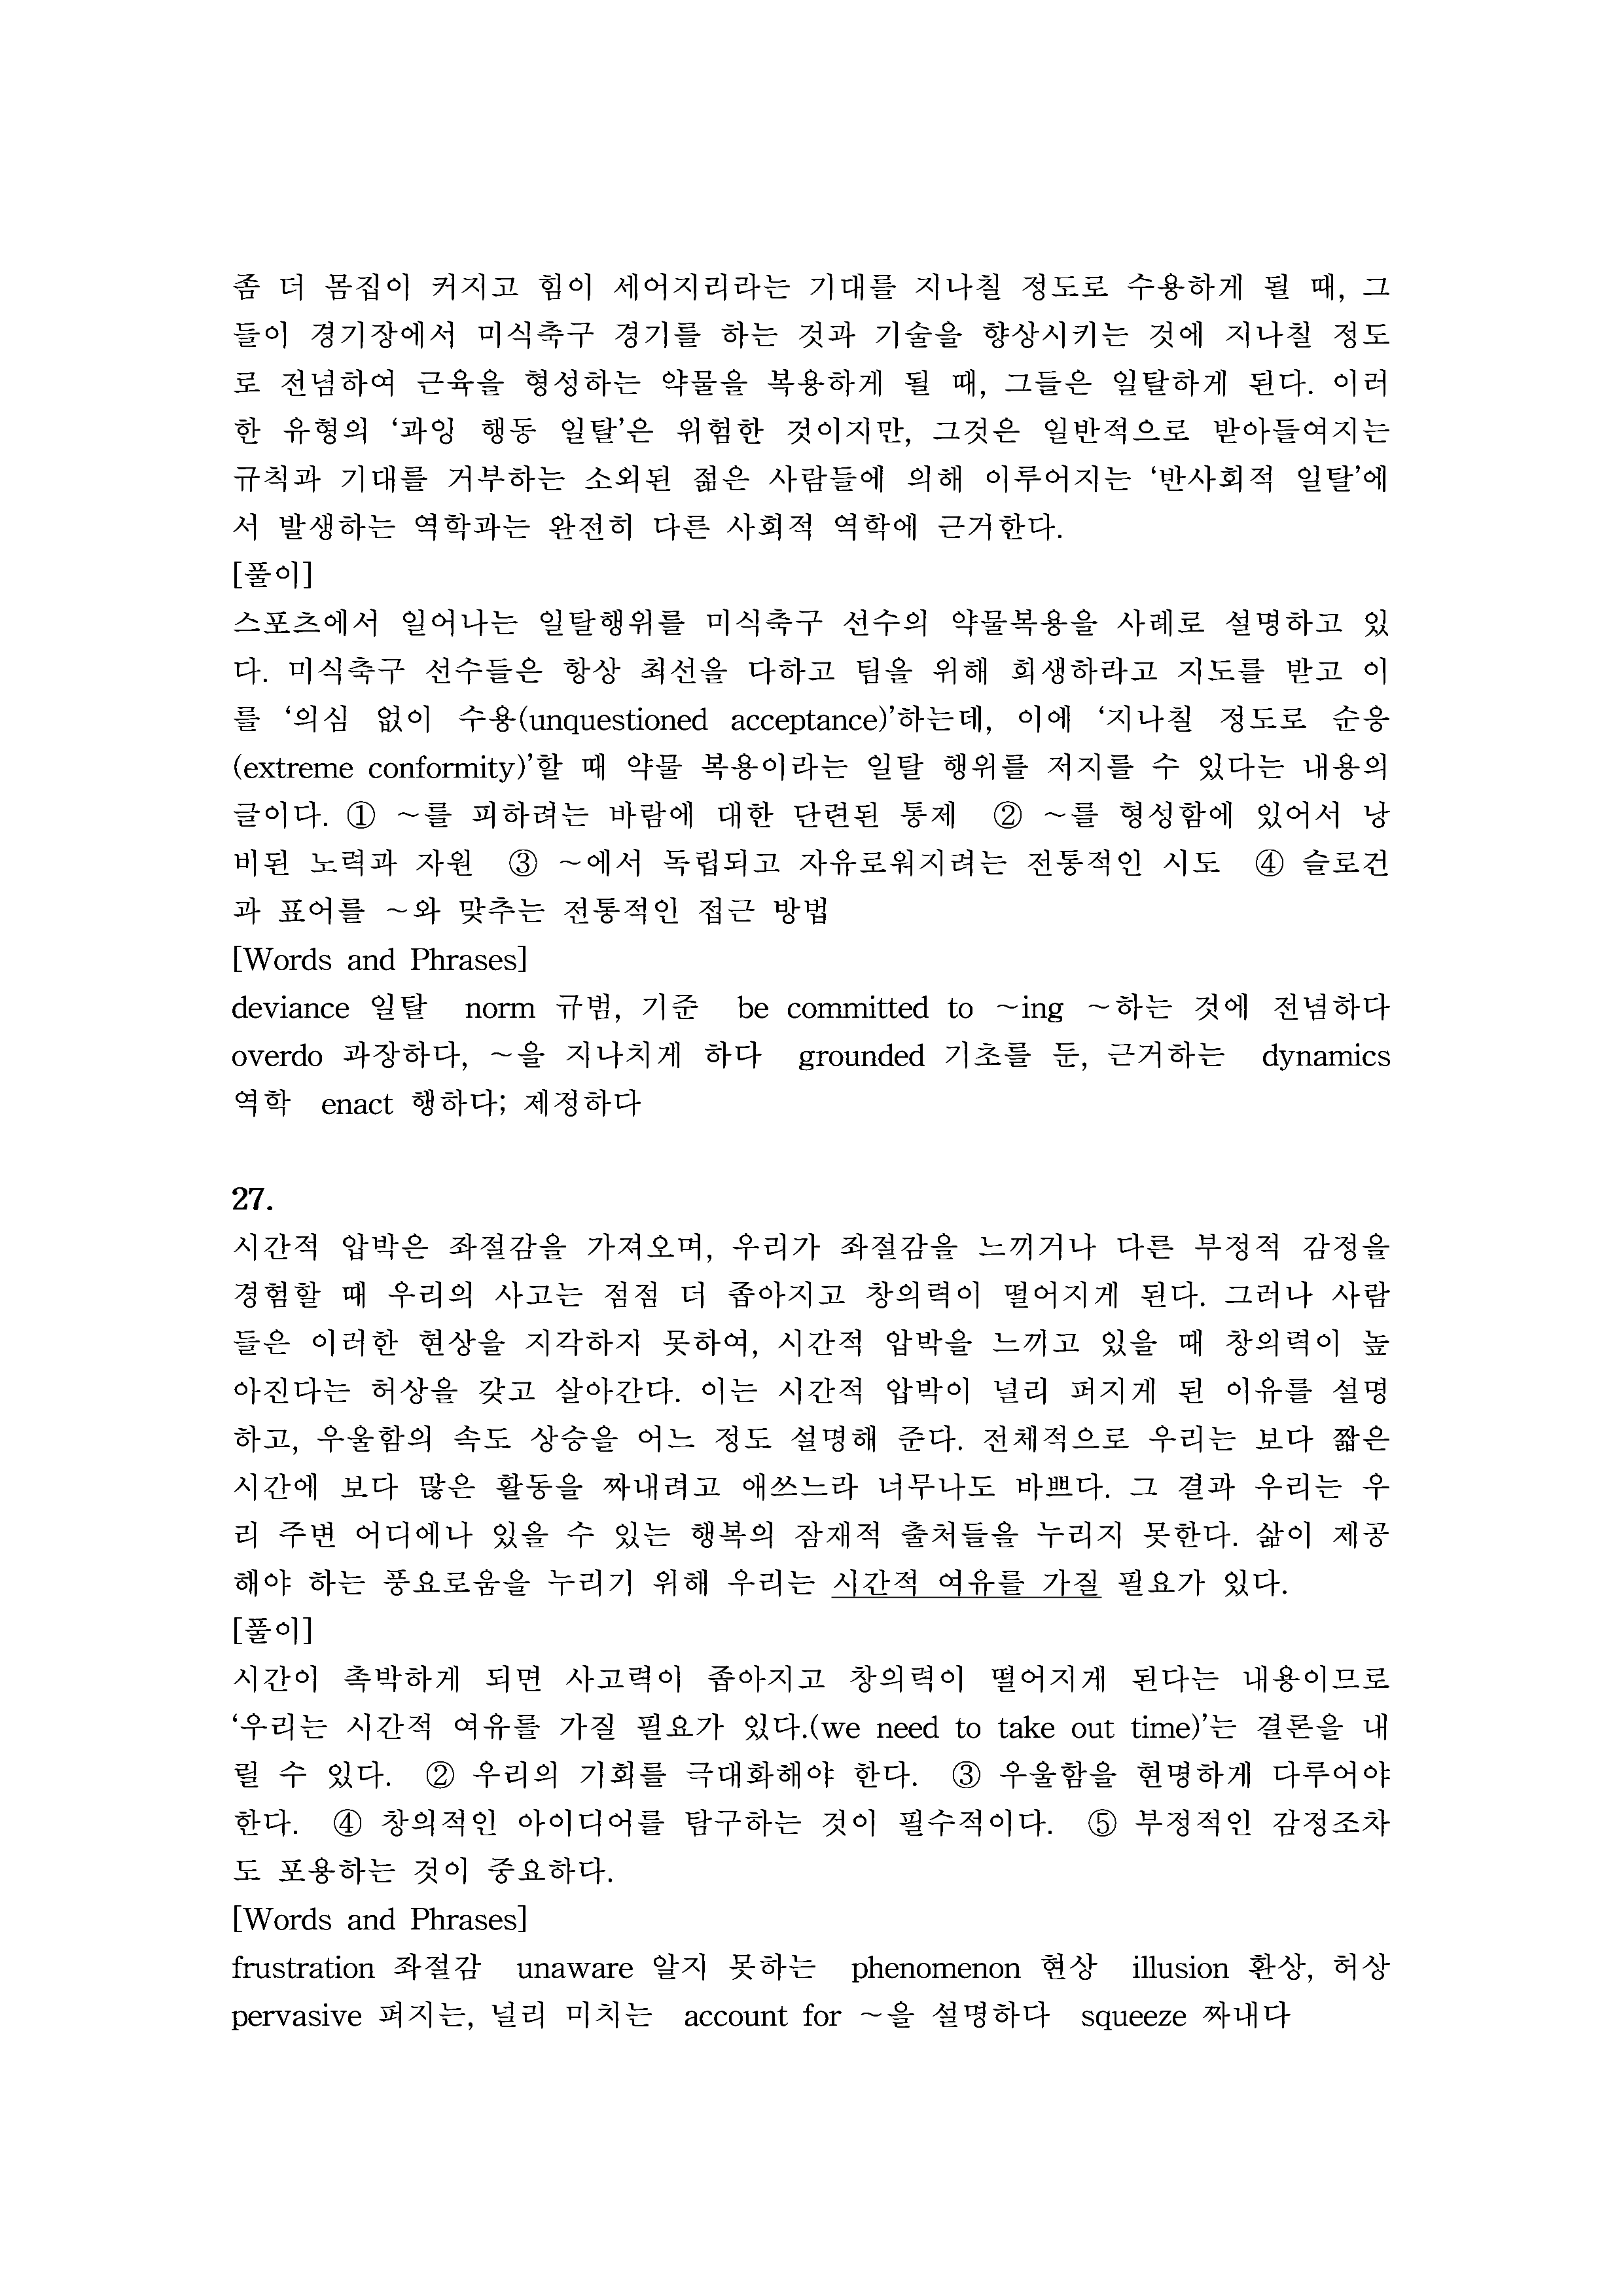 좀 더 몸집이 커지고 힘이 세어지리라는 기대를 지나칠 정도로 수용하게 될 때, 그
들이 경기장에서 미식축구 경기를 하는 것과 기술을 향상시키는 것에 지나칠 정도
로 전념하여 근육을 형성하는 약물을 복용하게 될 때, 그들은 일탈하게 된다. 이러
한 유형의 ‘과잉 행동 일탈’은 위험한 것이지만, 그것은 일반적으로 받아들여지는
규칙과 기대를 거부하는 소외된 젊은 사람들에 의해 이루어지는 ‘반사회적 일탈’에
서 발생하는 역학과는 완전히 다른 사회적 역학에 근거한다.
[풀이]
스포츠에서 일어나는 일탈행위를 미식축구 선수의 약물복용을 사례로 설명하고 있
다. 미식축구 선수들은 항상 최선을 다하고 팀을 위해 희생하라고 지도를 받고 이
를 ‘의심 없이 수용(unquestioned acceptance)’하는데, 이에 ‘지나칠 정도로 순응
(extreme conformity)’할 때 약물 복용이라는 일탈 행위를 저지를 수 있다는 내용의
글이다. ① ~를 피하려는 바람에 대한 단련된 통제 ② ~를 형성함에 있어서 낭
비된 노력과 자원 ③ ~에서 독립되고 자유로워지려는 전통적인 시도 ④ 슬로건
과 표어를 ~와 맞추는 전통적인 접근 방법
[Words and Phrases]
deviance 일탈 norm 규범, 기준 be committed to ~ing ~하는 것에 전념하다
overdo 과장하다, ~을 지나치게 하다 grounded 기초를 둔, 근거하는 dynamics
역학 enact 행하다; 제정하다
27.
시간적 압박은 좌절감을 가져오며, 우리가 좌절감을 느끼거나 다른 부정적 감정을
경험할 때 우리의 사고는 점점 더 좁아지고 창의력이 떨어지게 된다. 그러나 사람
들은 이러한 현상을 지각하지 못하여, 시간적 압박을 느끼고 있을 때 창의력이 높
아진다는 허상을 갖고 살아간다. 이는 시간적 압박이 널리 퍼지게 된 이유를 설명
하고, 우울함의 속도 상승을 어느 정도 설명해 준다. 전체적으로 우리는 보다 짧은
시간에 보다 많은 활동을 짜내려고 애쓰느라 너무나도 바쁘다. 그 결과 우리는 우
리 주변 어디에나 있을 수 있는 행복의 잠재적 출처들을 누리지 못한다. 삶이 제공
해야 하는 풍요로움을 누리기 위해 우리는 시간적 여유를 가질 필요가 있다.
[풀이]
시간이 촉박하게 되면 사고력이 좁아지고 창의력이 떨어지게 된다는 내용이므로
‘우리는 시간적 여유를 가질 필요가 있다.(we need to take out time)’는 결론을 내
릴 수 있다. ② 우리의 기회를 극대화해야 한다. ③ 우울함을 현명하게 다루어야
한다. ④ 창의적인 아이디어를 탐구하는 것이 필수적이다. ⑤ 부정적인 감정조차
도 포용하는 것이 중요하다.
[Words and Phrases]
frustration 좌절감 unaware 알지 못하는 phenomenon 현상 illusion 환상, 허상
pervasive 퍼지는, 널리 미치는 account for ~을 설명하다 squeeze 짜내다